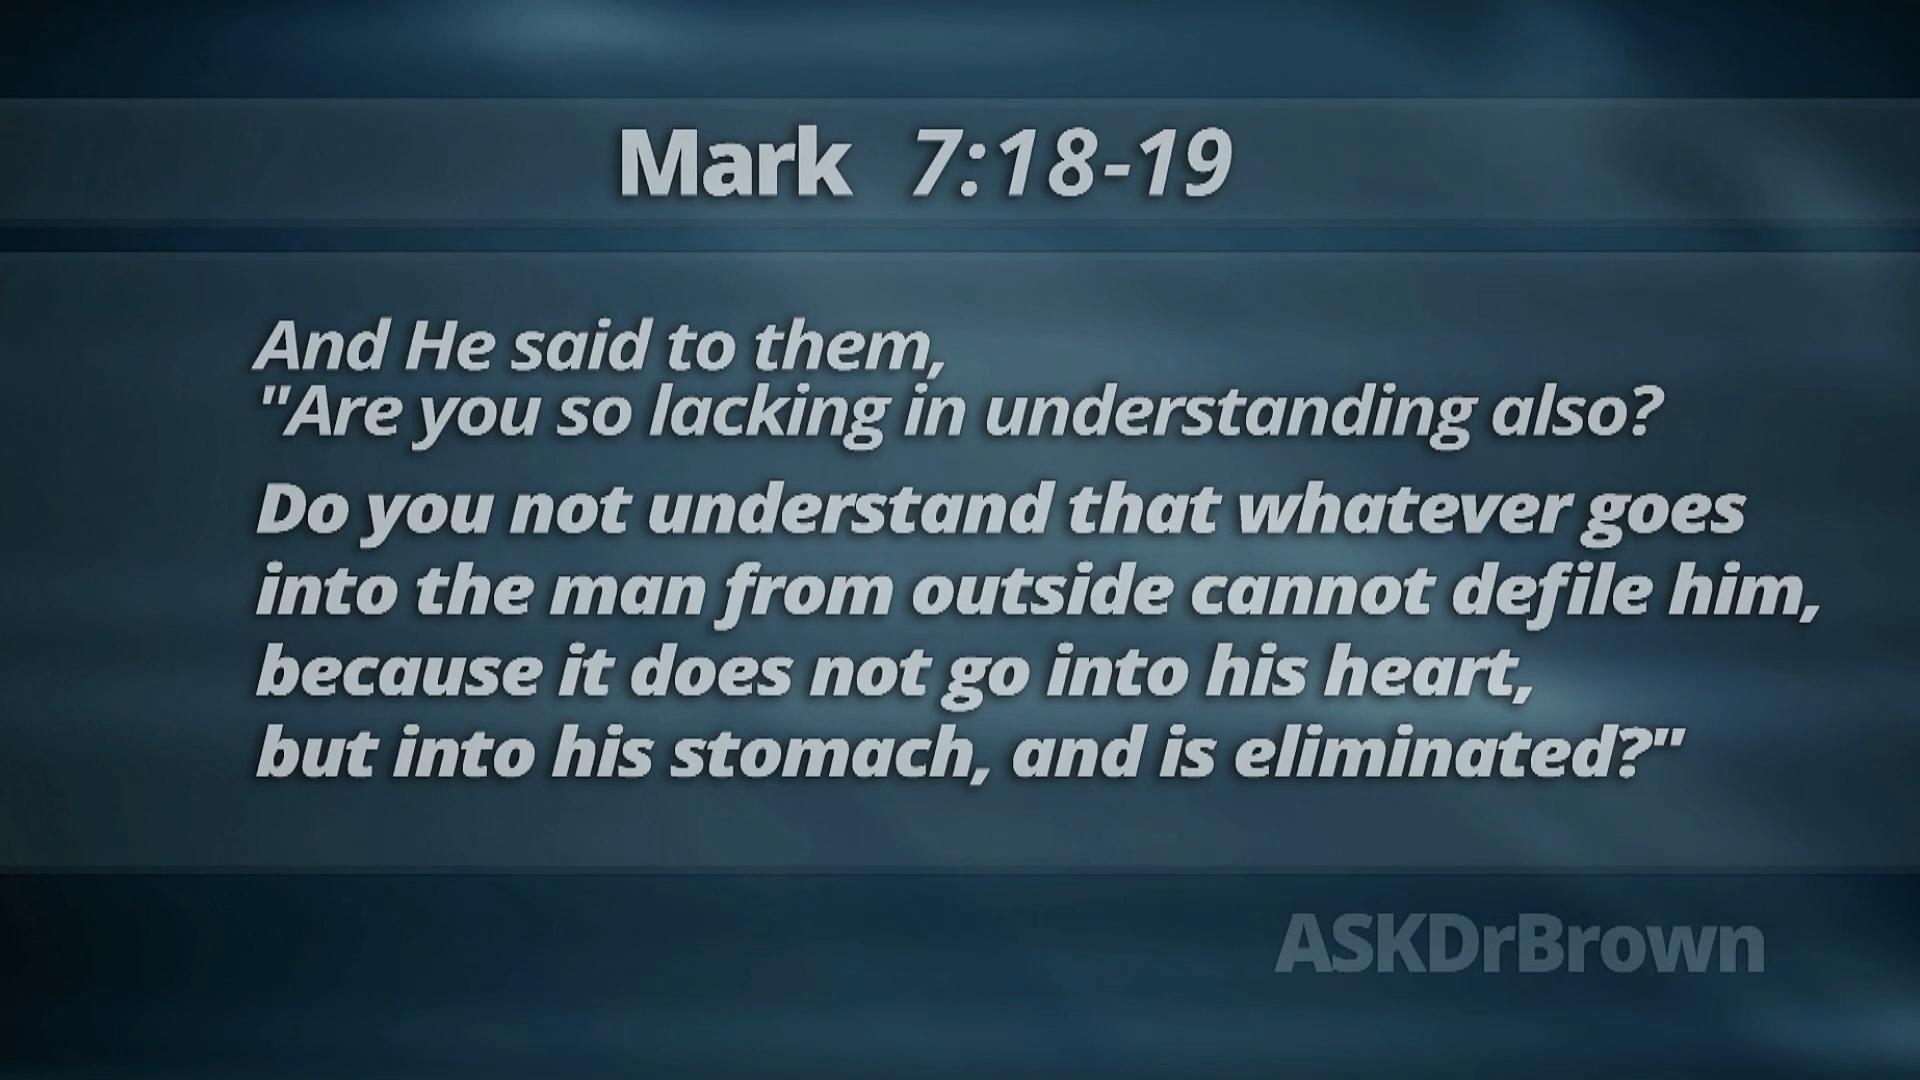 Mark 7:18-19
And He said to them,
"Are you so lacking in understanding also?
Do you not understand that whatever goes
into the man from outside cannot defile him,
because it does not go into his heart,
but into his stomach, and is eliminated?"
ASKDrBrown